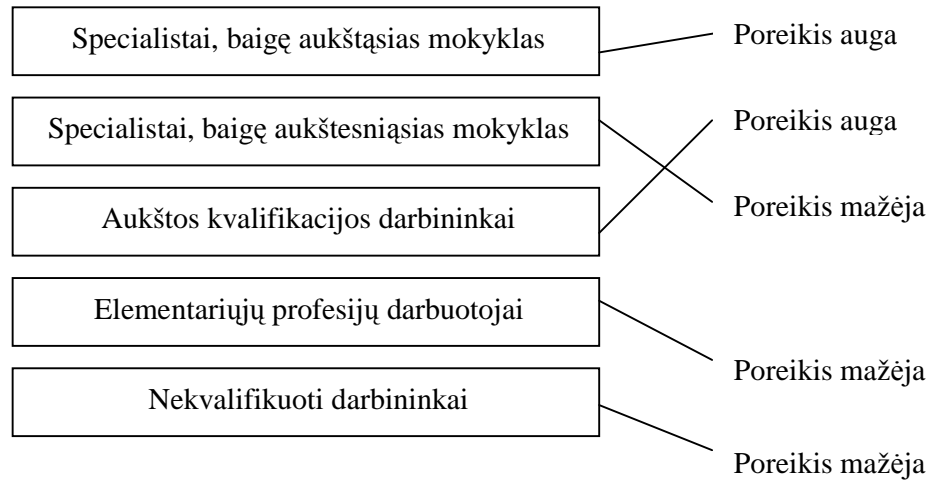 Specialistai, baigę aukštąsias mokyklas
Poreikis auga
Specialistai, baigę aukštesniąsias mokyklas
Poreikis auga
Aukštos kvalifikacijos darbininkai
Poreikis mažėja
Elementariųjų profesijų darbuotojai
Poreikis mažėja
Nekvalifikuoti darbininkai
Poreikis mažėja